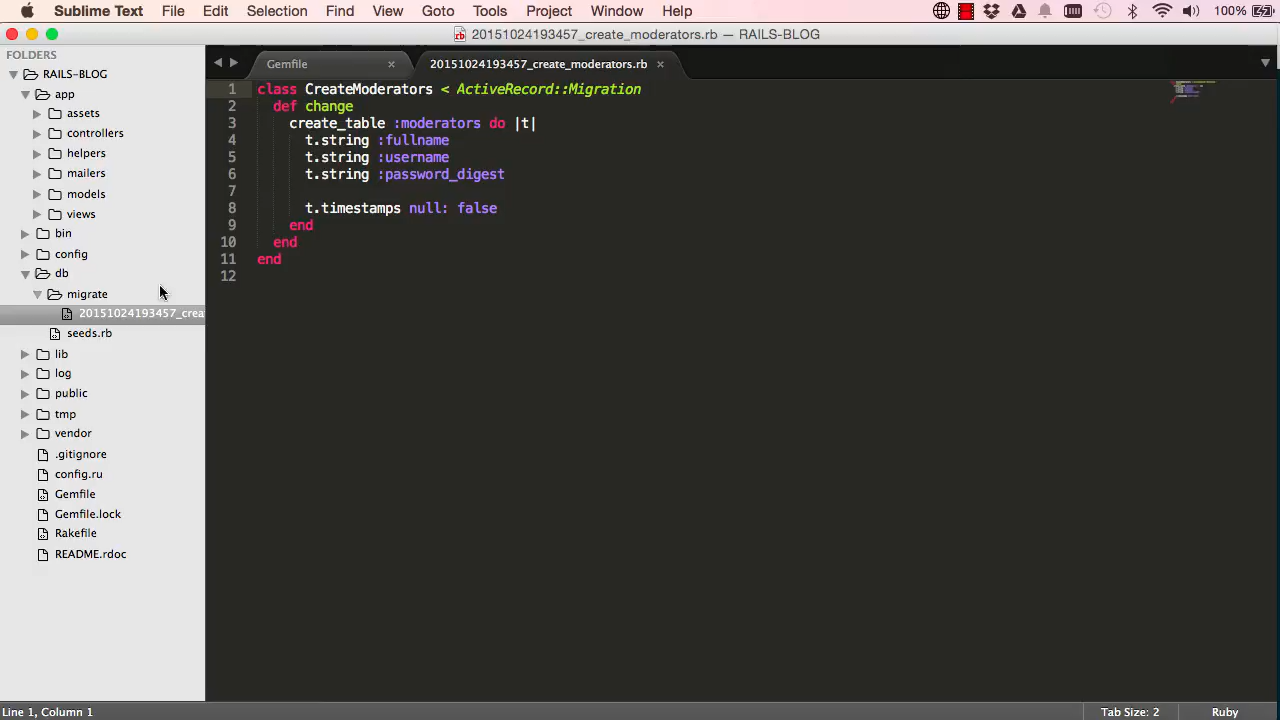 Sublime Text File Edit Selection Find View Goto Tools Project Window Help 100%
20151024193457_create_moderators.rb — RAILS-BLOG
FOLDERS
RAILS-BLOG
app
assets
controllers
helpers
mailers
models
views
bin
config
db
migrate
20151024193457_crea
seeds.rb
lib
log
public
tmp
vendor
.gitignore
config.ru
Gemfile
Gemfile.lock
Rakefile
README.rdoc
Gemfile × 20151024193457_create_moderators.rb ×
1 class CreateModerators < ActiveRecord::Migration
2 def change
3 create_table :moderators do |t|
4 t.string :fullname
5 t.string :username
6 t.string :password_digest
7
8 t.timestamps null: false
9 end
10 end
11 end
12
Line 1, Column 1 Tab Size: 2 Ruby